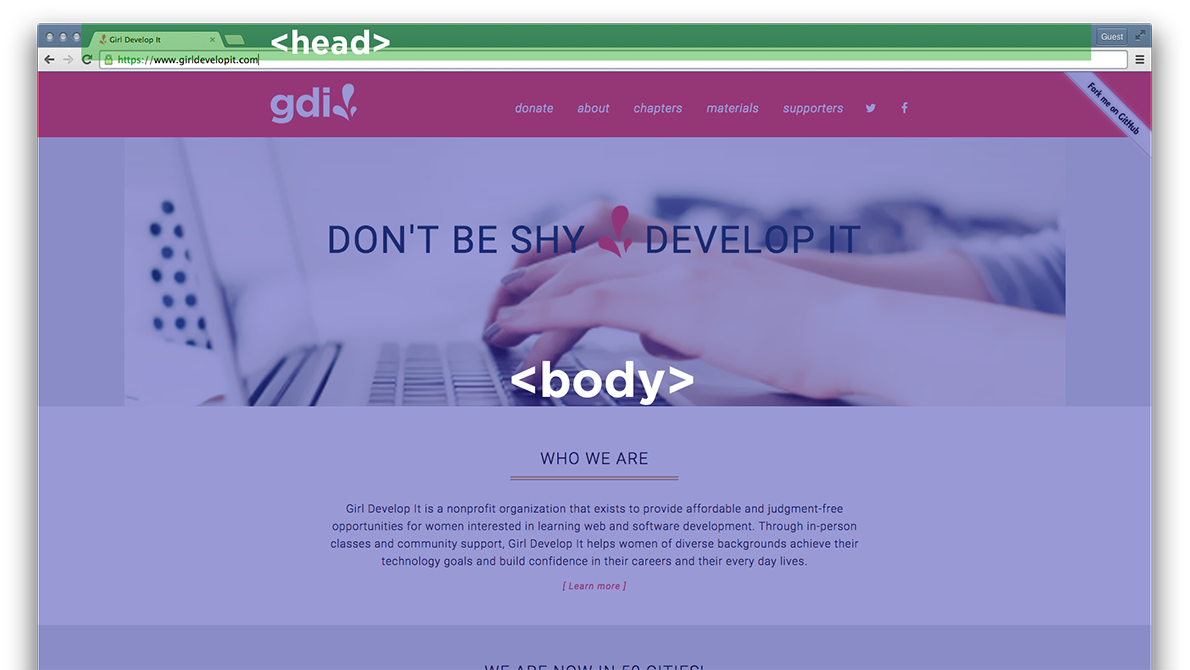 Girl Develop It
<head>
Guest
https://www.girldevelopit.com
gdi
donate about chapters materials supporters
Fork me on GitHub
DON'T BE SHY DEVELOP IT
<body>
WHO WE ARE
Girl Develop It is a nonprofit organization that exists to provide affordable and judgment-free
opportunities for women interested in learning web and software development. Through in-person
classes and community support, Girl Develop It helps women of diverse backgrounds achieve their
technology goals and build confidence in their careers and their every day lives.
[ Learn more ]
WE ARE NOW IN 50 CITIES!